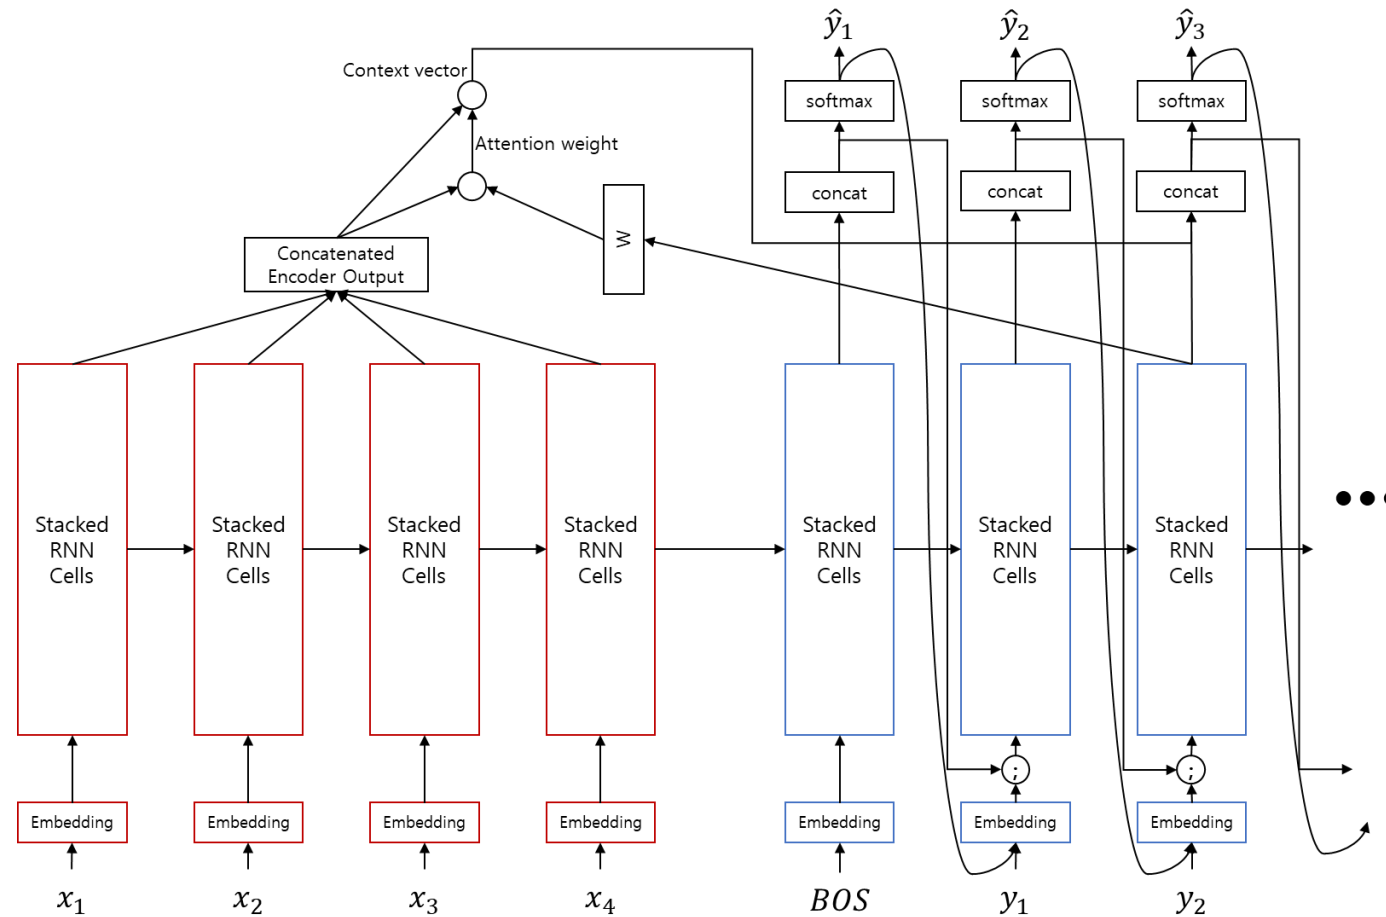 ŷ₁ ŷ₂ ŷ₃
Context vector
softmax softmax softmax
Attention weight
concat concat concat
W
Concatenated
Encoder Output
Stacked
RNN
Cells
Stacked
RNN
Cells
Stacked
RNN
Cells
Stacked
RNN
Cells
Stacked
RNN
Cells
Stacked
RNN
Cells
Stacked
RNN
Cells
; ;
Embedding Embedding Embedding Embedding Embedding Embedding Embedding
x₁ x₂ x₃ x₄ BOS y₁ y₂